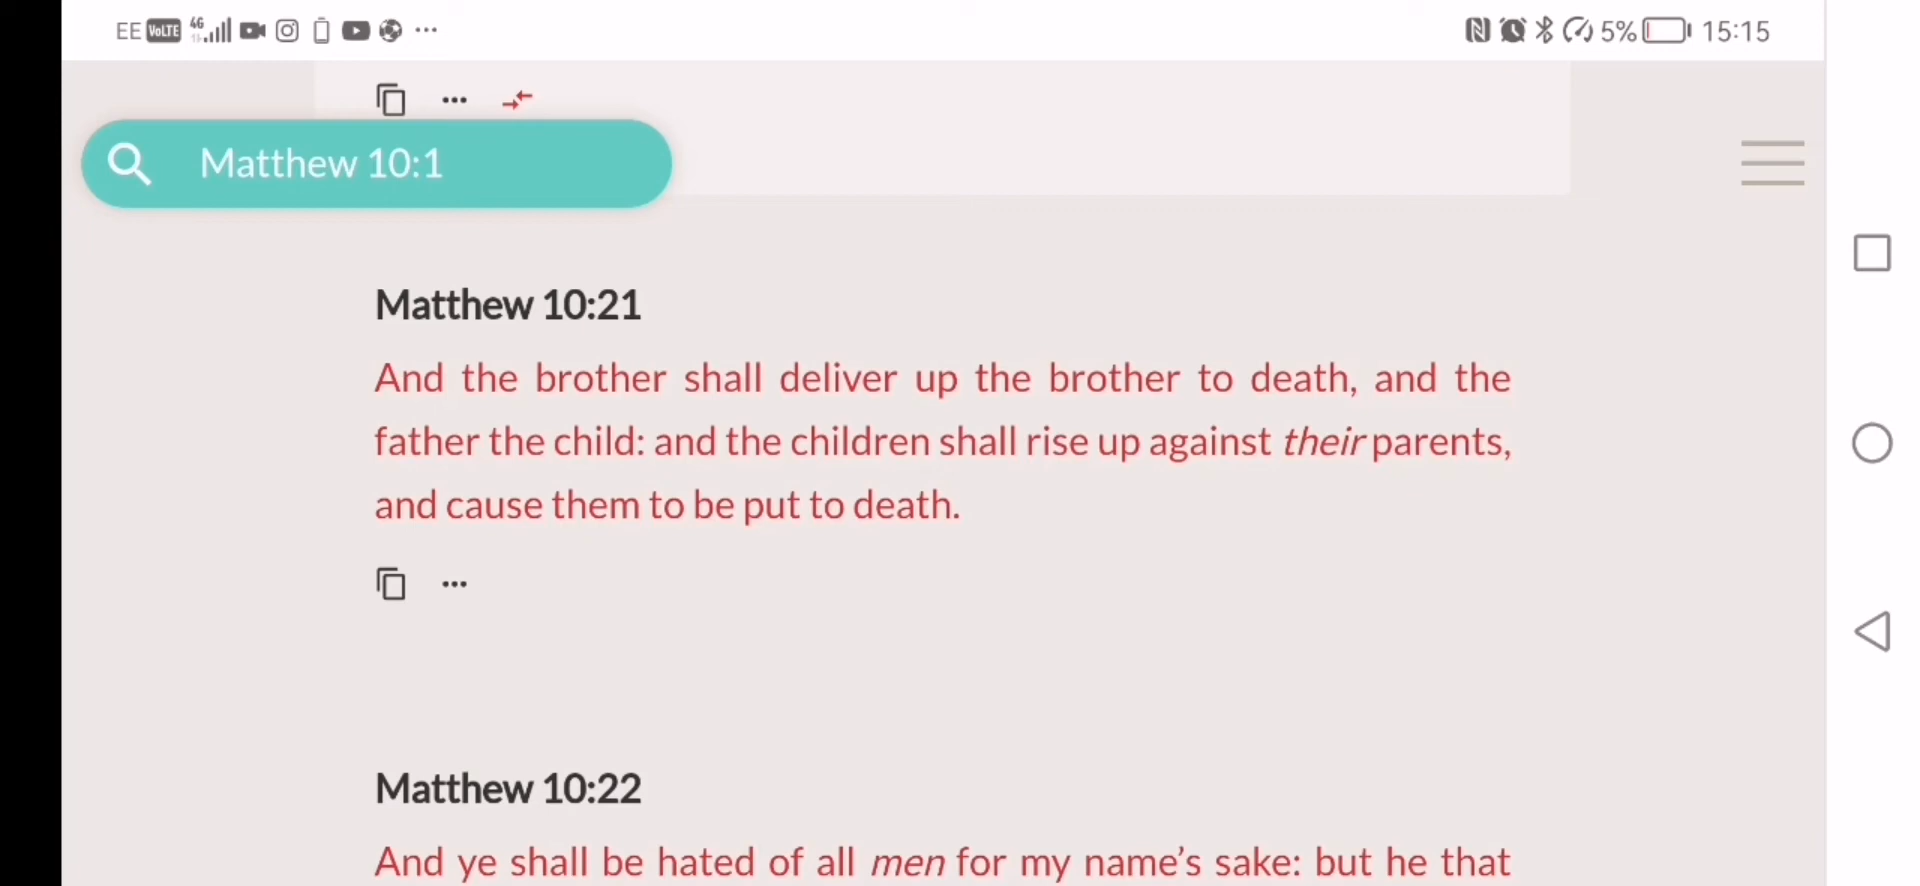 EE VoLTE 4G 5% 15:15
Matthew 10:1
Matthew 10:21
And the brother shall deliver up the brother to death, and the
father the child: and the children shall rise up against their parents,
and cause them to be put to death.
Matthew 10:22
And ye shall be hated of all men for my name’s sake: but he that